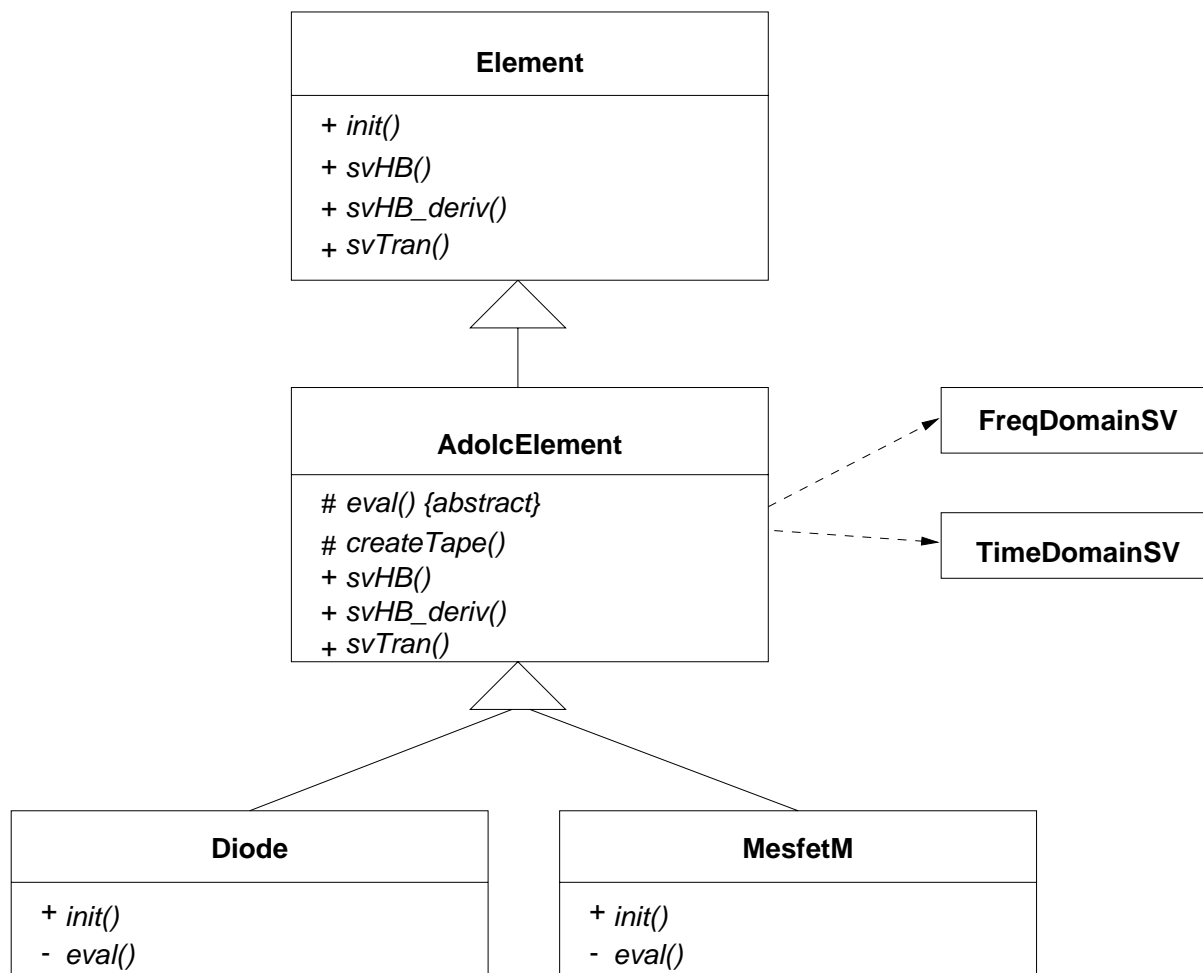 Element
+ init()
+ svHB()
+ svHB_deriv()
+ svTran()
AdolcElement
# eval() {abstract}
# createTape()
+ svHB()
+ svHB_deriv()
+ svTran()
FreqDomainSV
TimeDomainSV
Diode
+ init()
- eval()
MesfetM
+ init()
- eval()